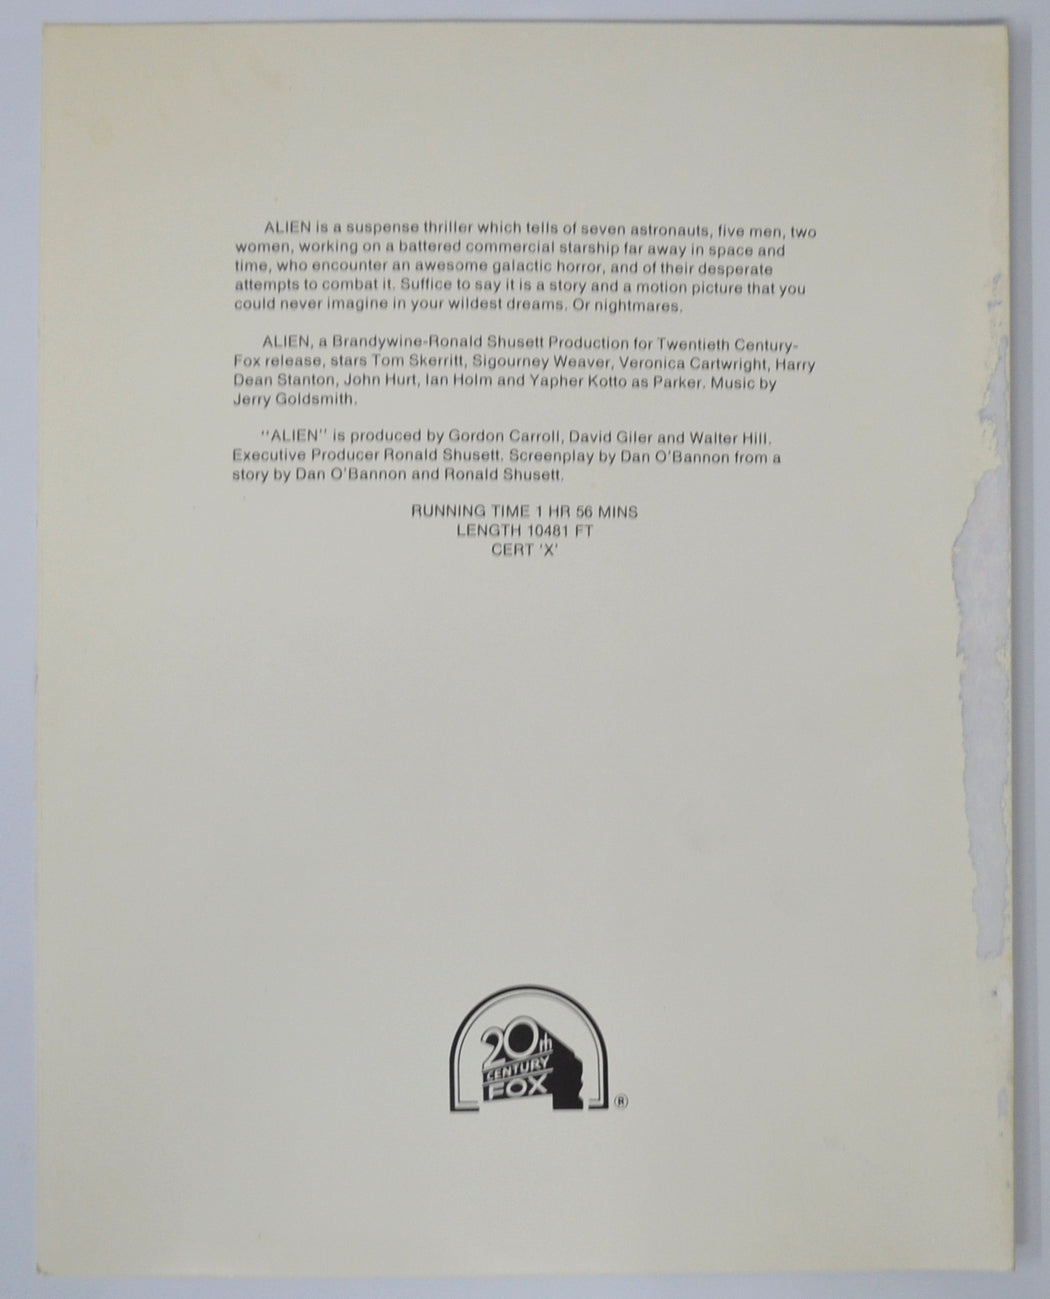 ALIEN is a suspense thriller which tells of seven astronauts, five men, two
women, working on a battered commercial starship far away in space and
time, who encounter an awesome galactic horror, and of their desperate
attempts to combat it. Suffice to say it is a story and a motion picture that you
could never imagine in your wildest dreams. Or nightmares.
ALIEN, a Brandywine-Ronald Shusett Production for Twentieth Century-
Fox release, stars Tom Skerritt, Sigourney Weaver, Veronica Cartwright, Harry
Dean Stanton, John Hurt, Ian Holm and Yapher Kotto as Parker. Music by
Jerry Goldsmith.
"ALIEN" is produced by Gordon Carroll, David Giler and Walter Hill.
Executive Producer Ronald Shusett. Screenplay by Dan O'Bannon from a
story by Dan O'Bannon and Ronald Shusett.
RUNNING TIME 1 HR 56 MINS
LENGTH 10481 FT
CERT 'X'
20th
CENTURY
FOX
®